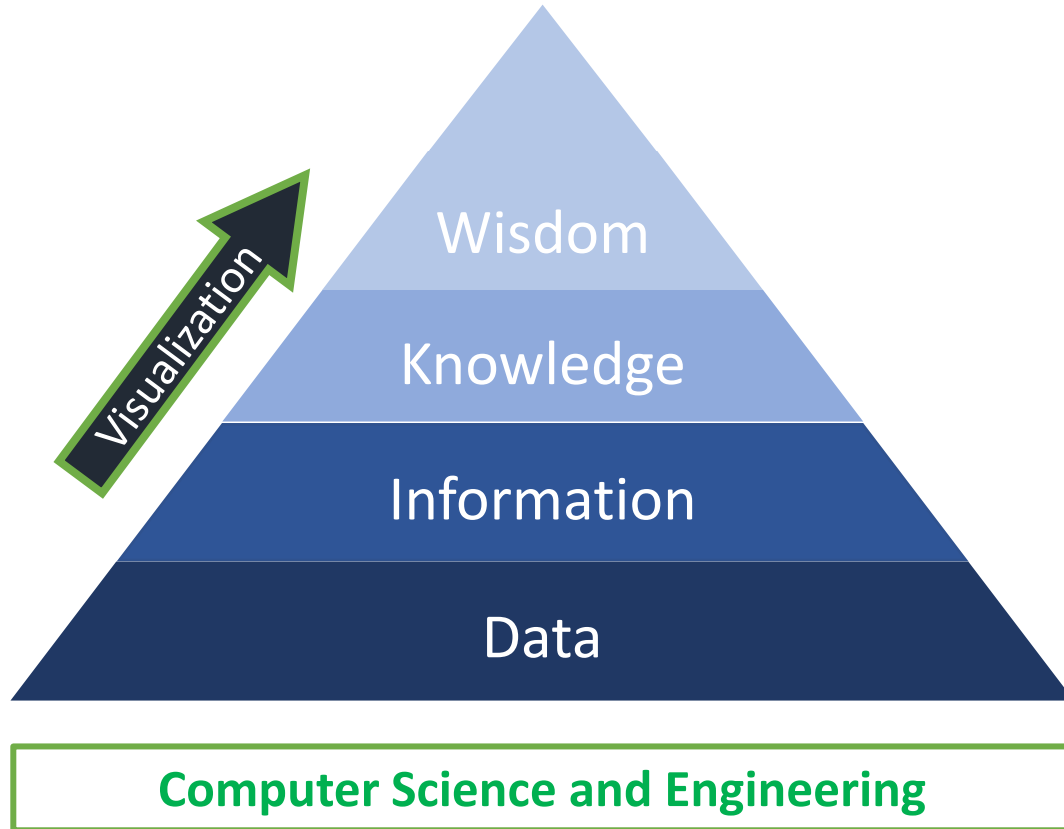 Wisdom
Visualization
Knowledge
Information
Data
Computer Science and Engineering